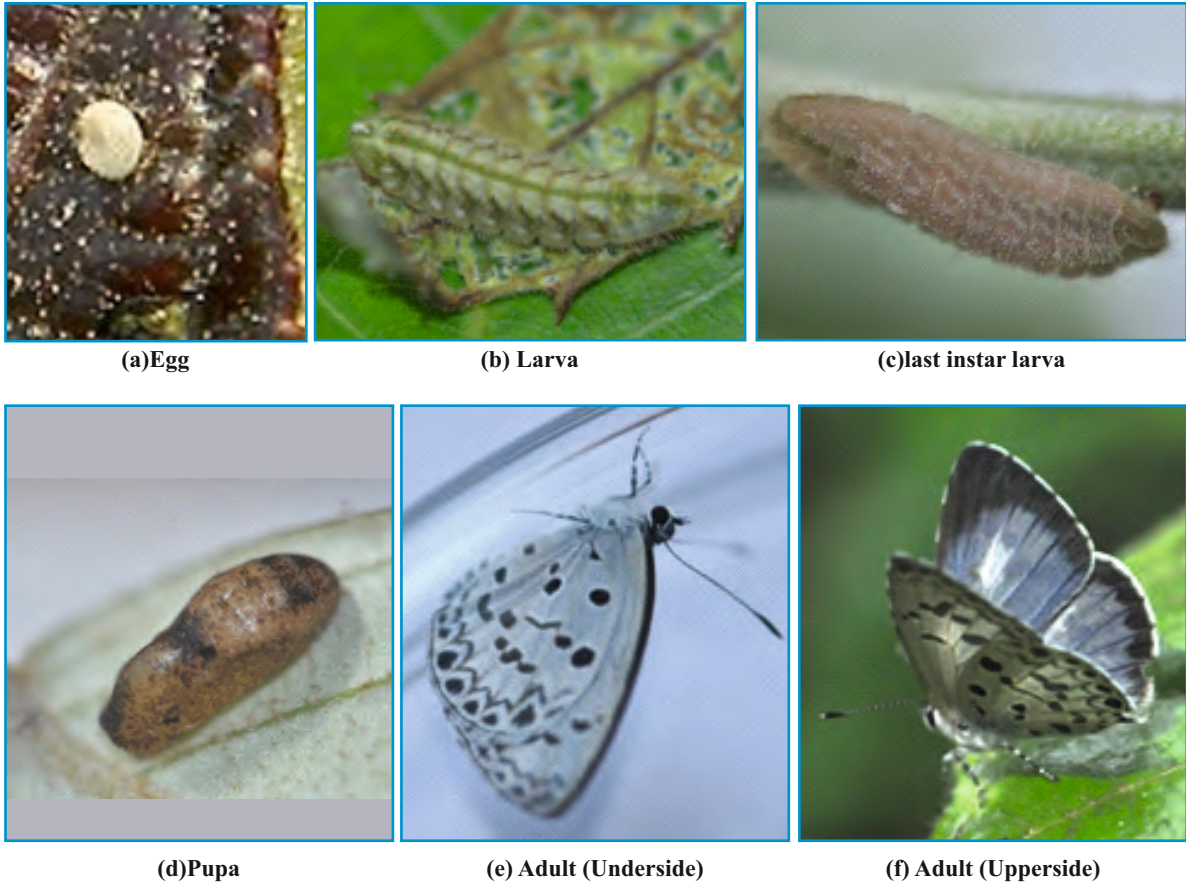 (a)Egg
(b) Larva
(c)last instar larva
(d)Pupa
(e) Adult (Underside)
(f) Adult (Upperside)